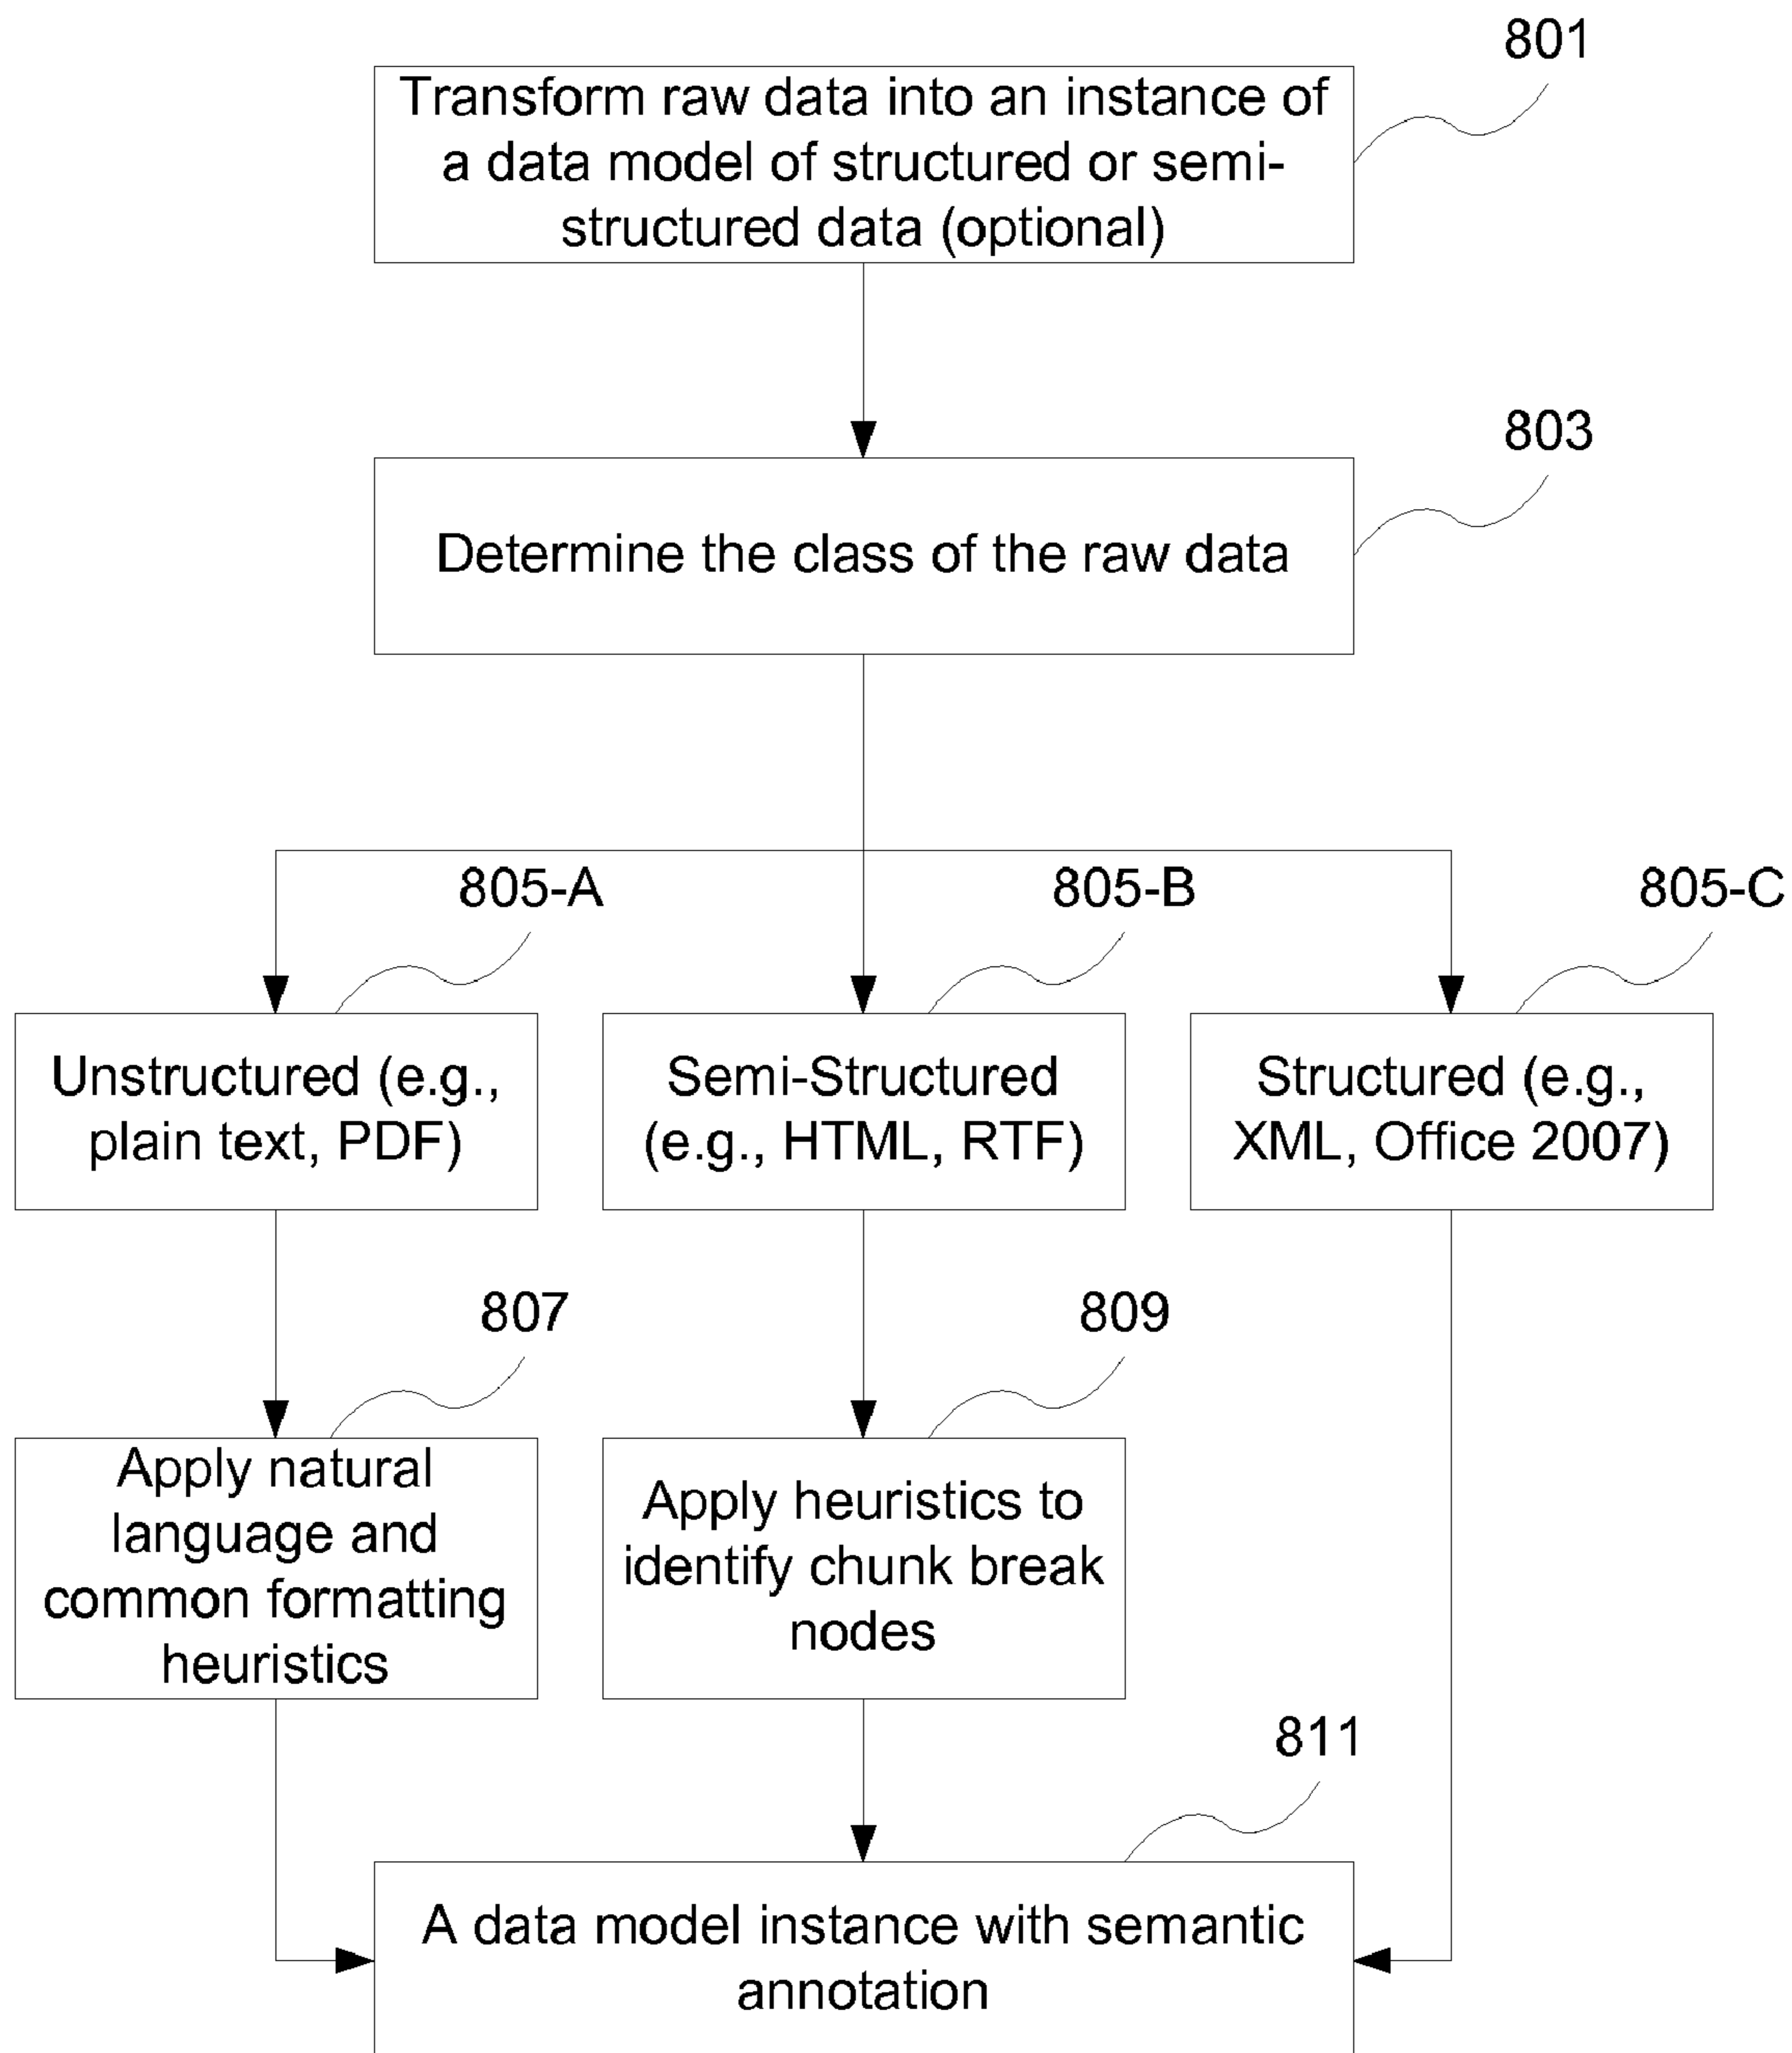 801
Transform raw data into an instance of
a data model of structured or semi-
structured data (optional)
803
Determine the class of the raw data
805-A
805-B
805-C
Unstructured (e.g.,
plain text, PDF)
Semi-Structured
(e.g., HTML, RTF)
Structured (e.g.,
XML, Office 2007)
807
809
Apply natural
language and
common formatting
heuristics
Apply heuristics to
identify chunk break
nodes
811
A data model instance with semantic
annotation